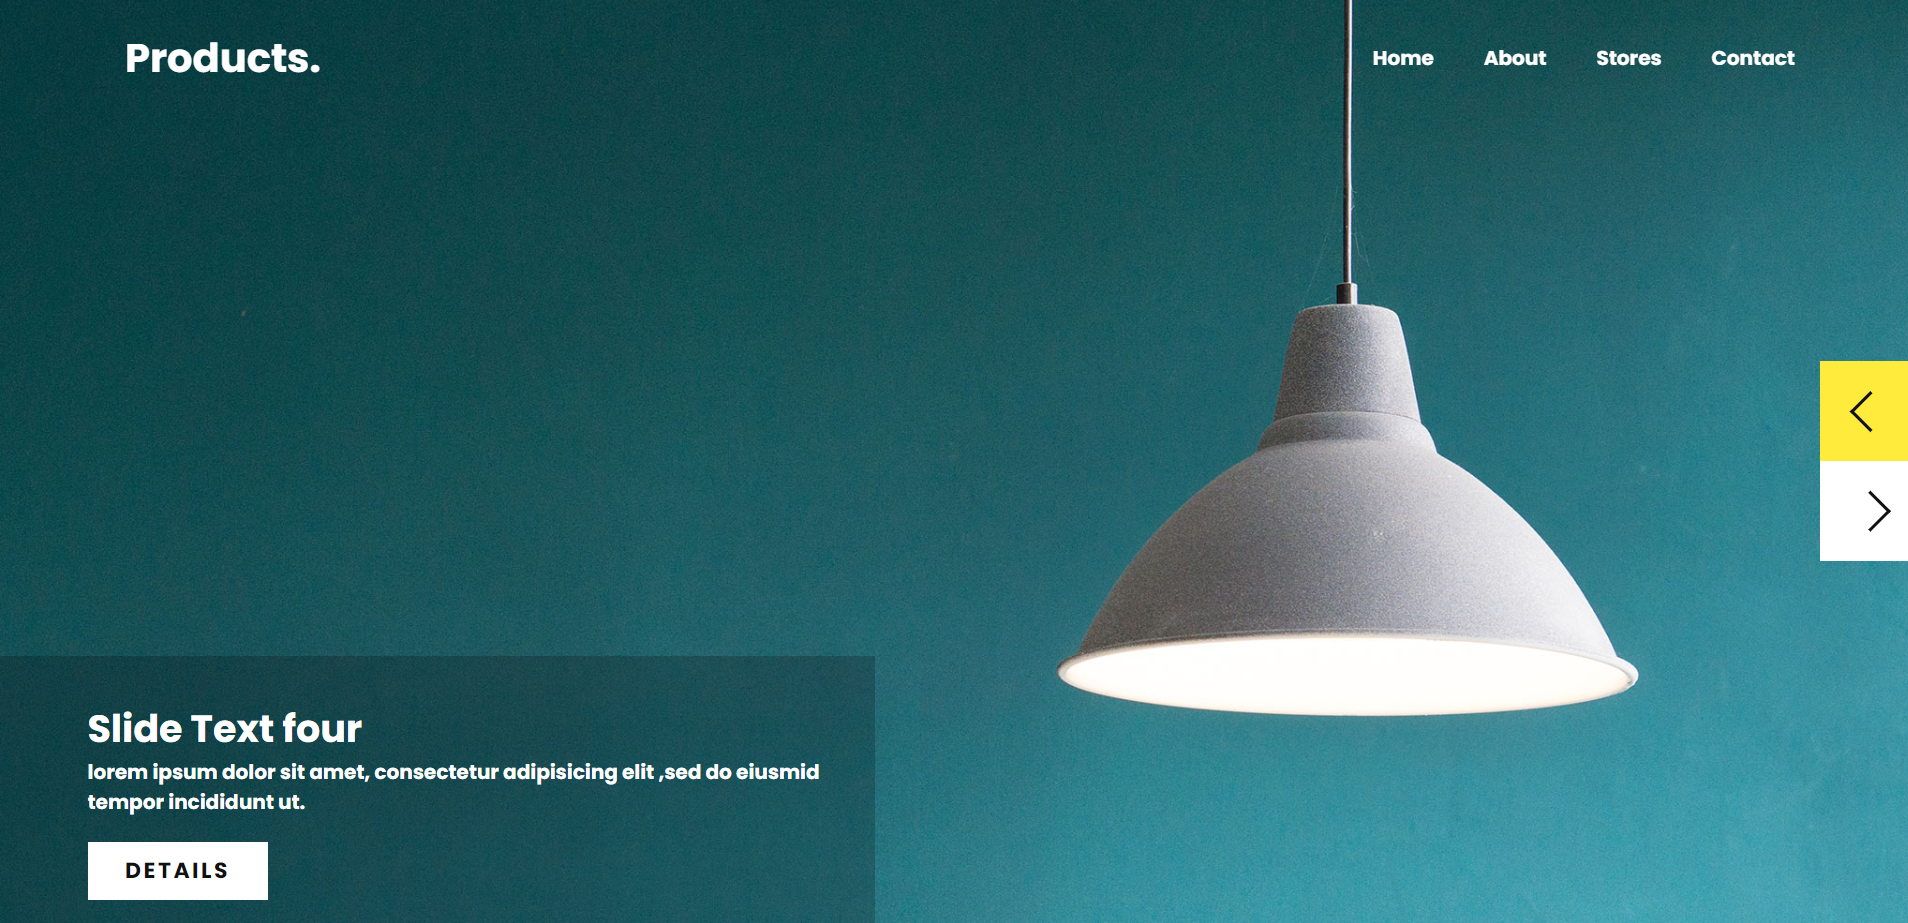 Products.
Home About Stores Contact
Slide Text four
lorem ipsum dolor sit amet, consectetur adipisicing elit ,sed do eiusmid
tempor incididunt ut.
DETAILS